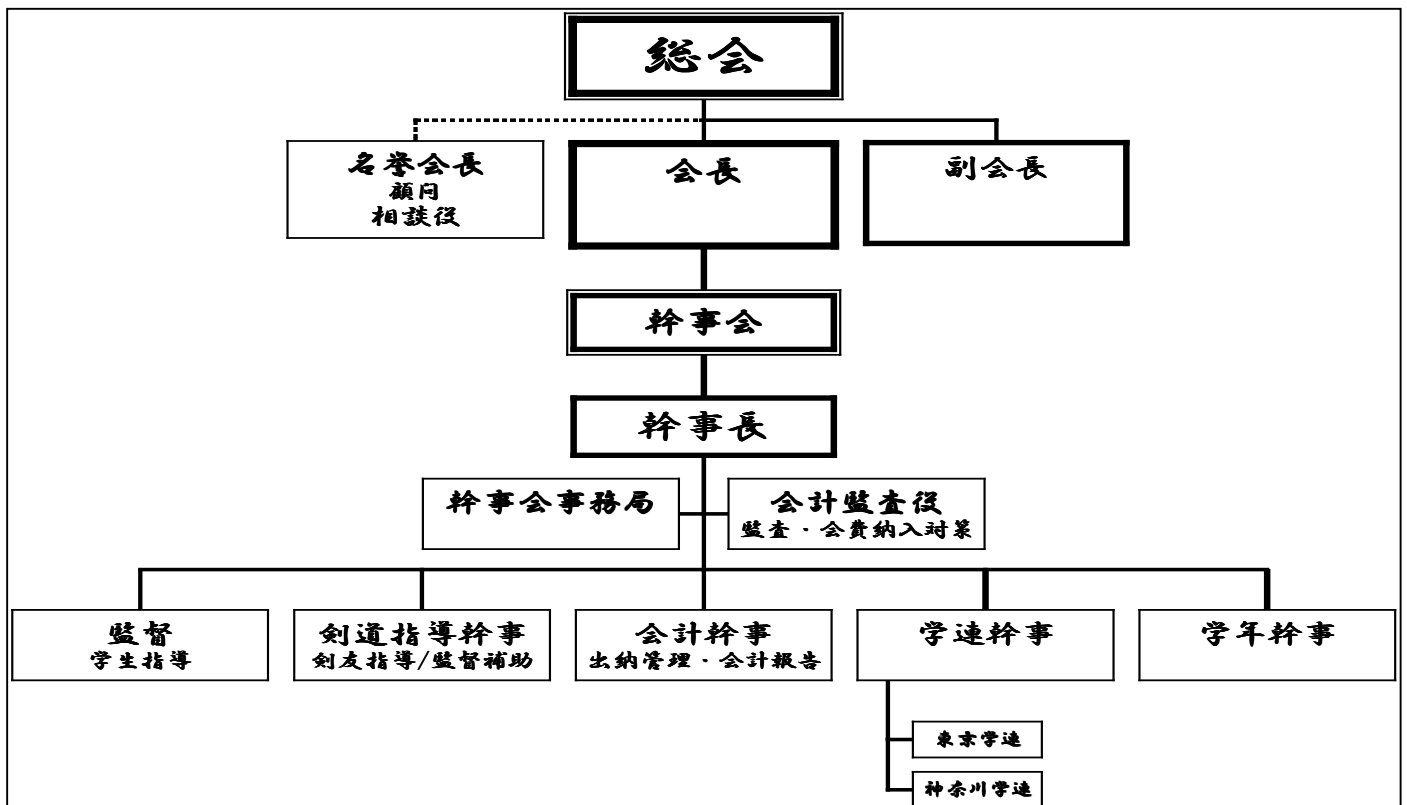 総会
名誉会長
顧問
相談役
会長
副会長
幹事会
幹事長
幹事会事務局
会計監査役
監査・会費納入対策
監督
学生指導
剣道指導幹事
剣友指導/監督補助
会計幹事
出納管理・会計報告
学連幹事
学年幹事
東京学連
神奈川学連